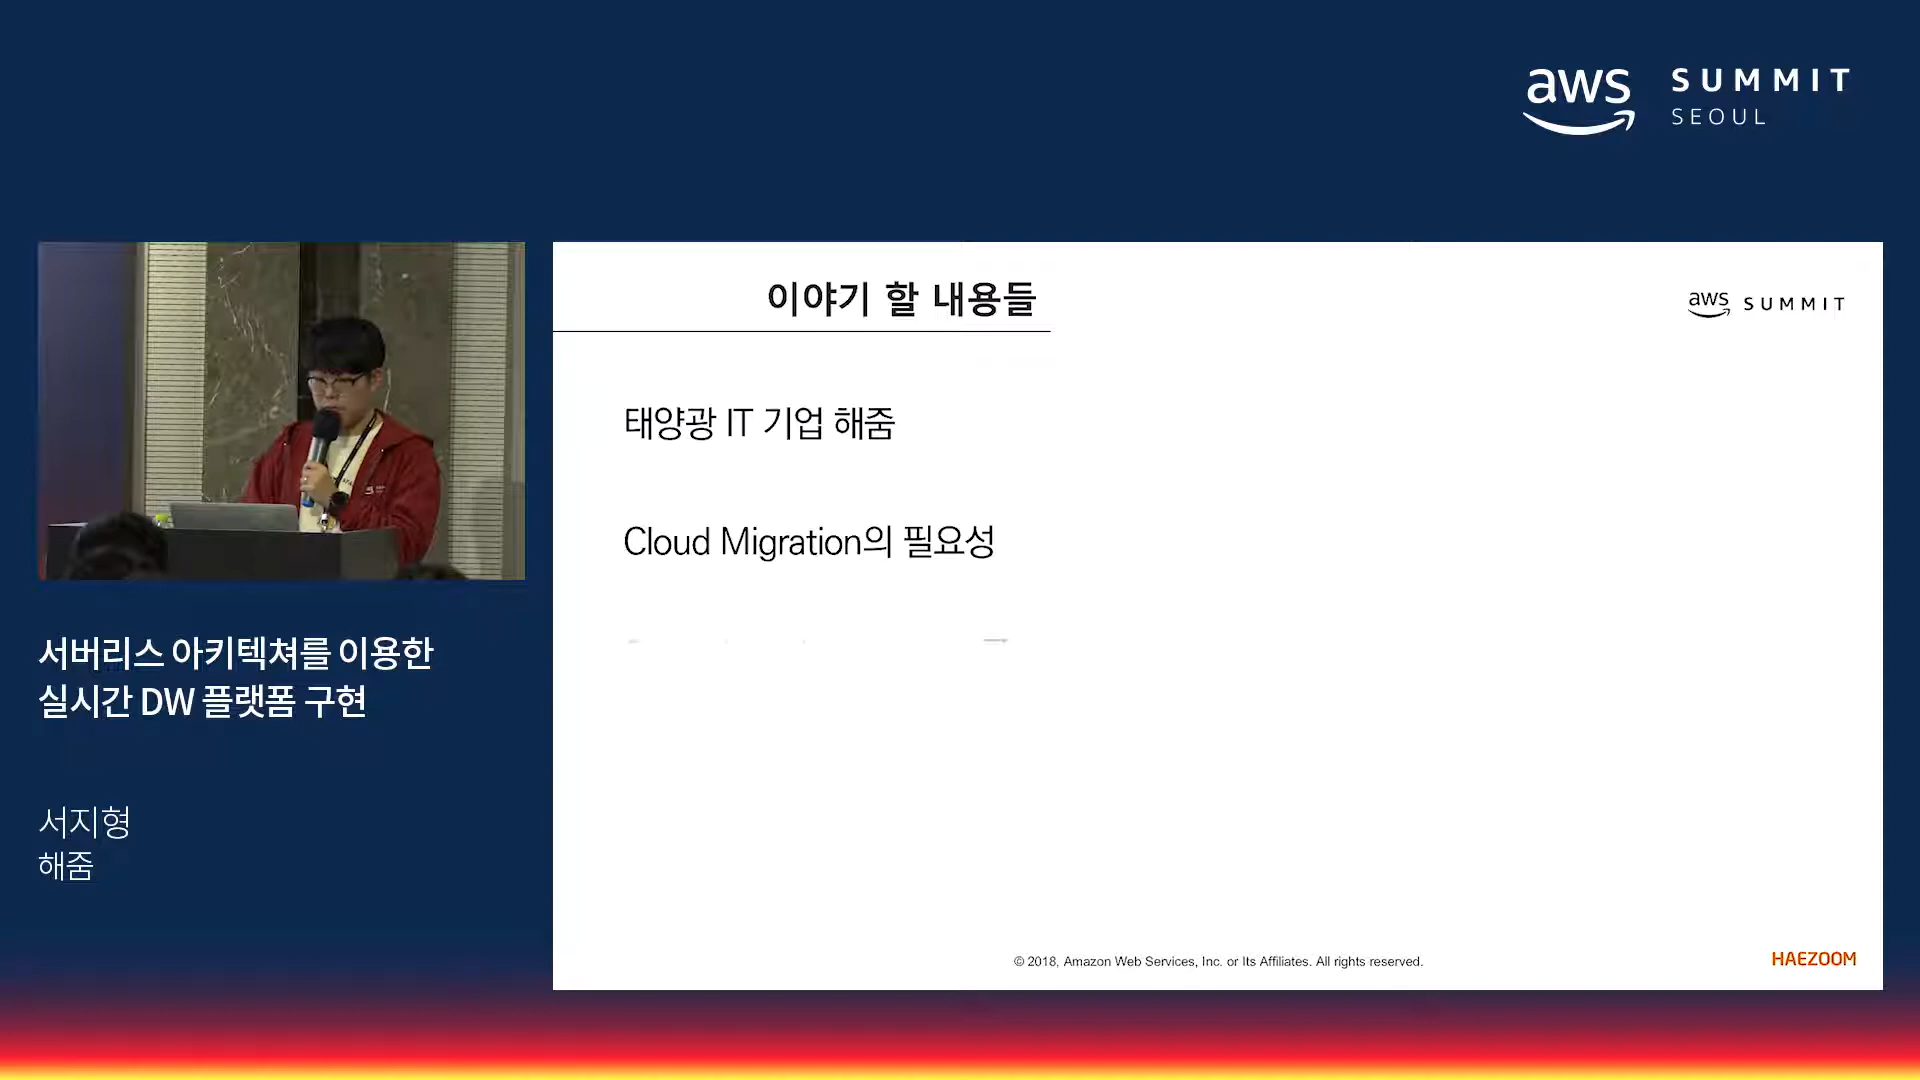 aws SUMMIT
SEOUL
이야기 할 내용들
aws SUMMIT
태양광 IT 기업 해줌
Cloud Migration의 필요성
서버리스 아키텍쳐를 이용한
실시간 DW 플랫폼 구현
서지형
해줌
© 2018, Amazon Web Services, Inc. or Its Affiliates. All rights reserved.
HAEZOOM